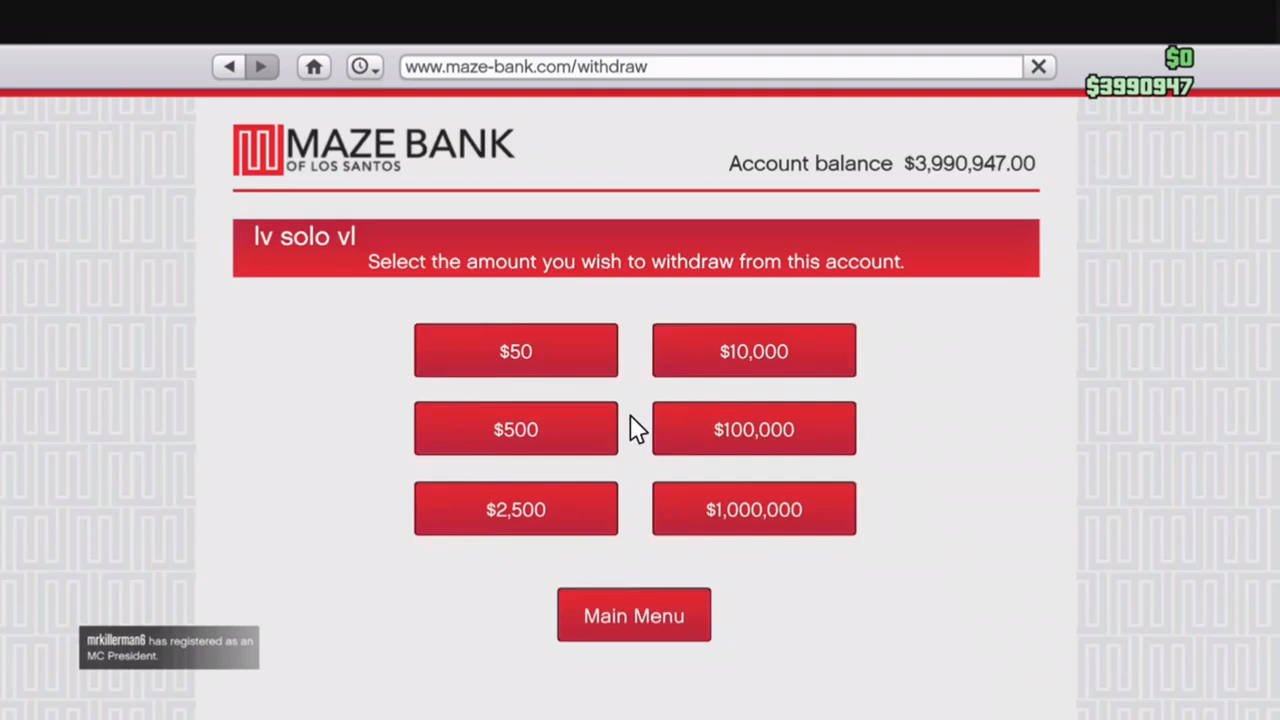 www.maze-bank.com/withdraw
$0
$3990947
MAZE BANK
OF LOS SANTOS
Account balance $3,990,947.00
lv solo vl
Select the amount you wish to withdraw from this account.
$50
$10,000
$500
$100,000
$2,500
$1,000,000
Main Menu
mrkillerman6 has registered as an
MC President.